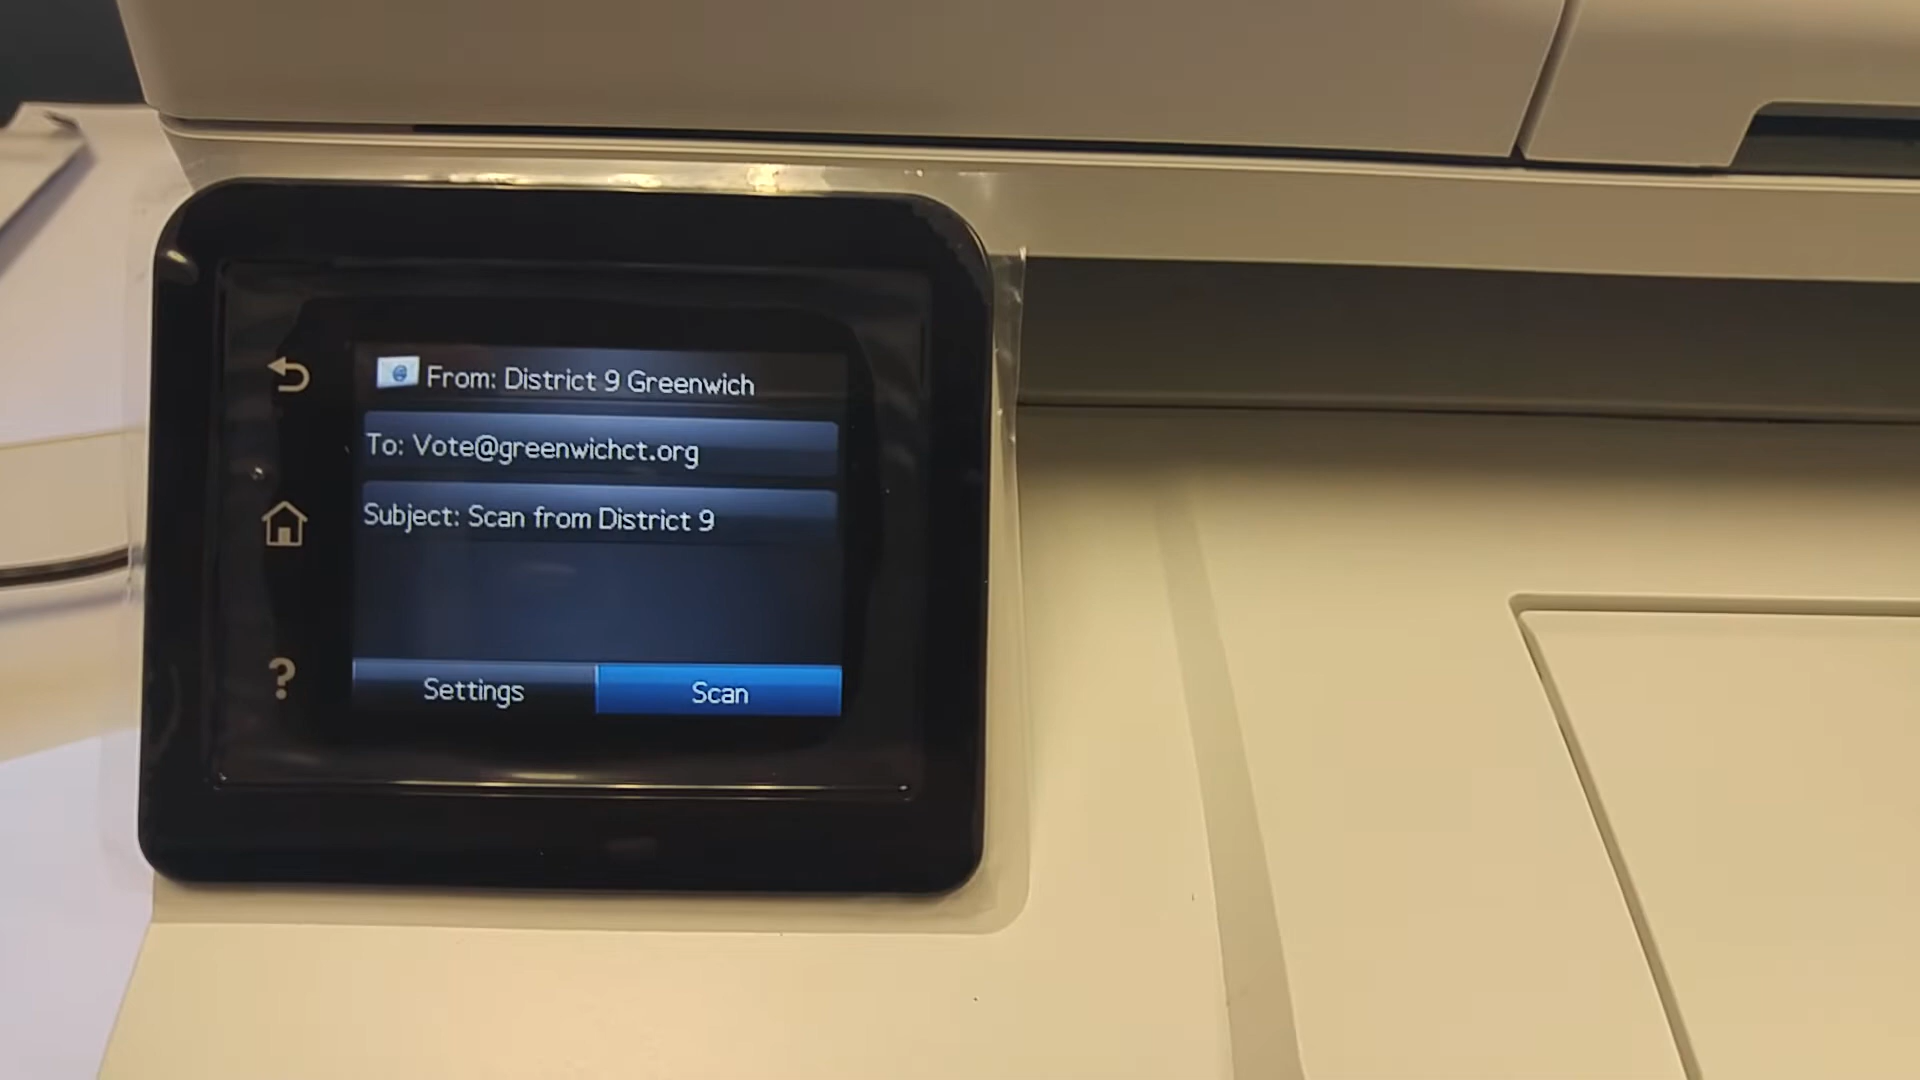 From: District 9 Greenwich
To: Vote@greenwichct.org
Subject: Scan from District 9
Settings Scan